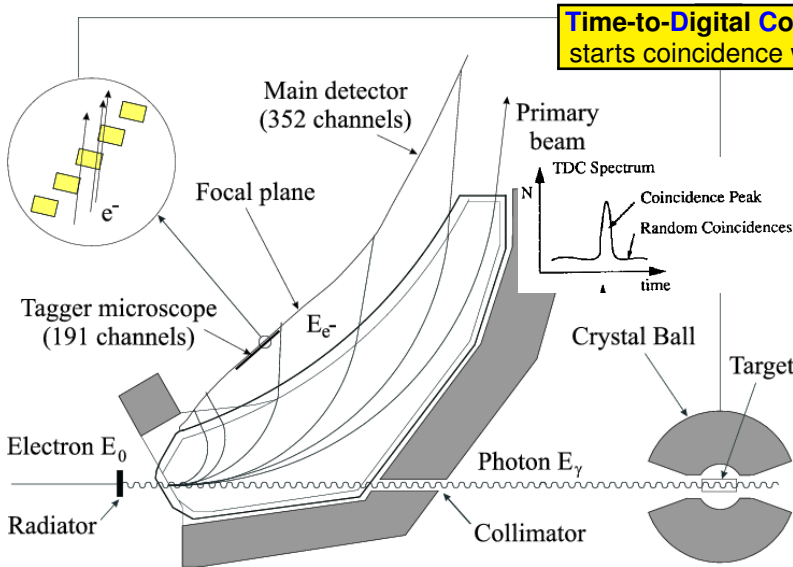 Time-to-Digital
starts coincidence
Main detector
(352 channels)
Primary
beam
TDC Spectrum
N
Coincidence Peak
Random Coincidences
time
Focal plane
e-
Tagger microscope
(191 channels)
Ee-
Crystal Ball
Target
Electron E0
Photon Eγ
Radiator
Collimator